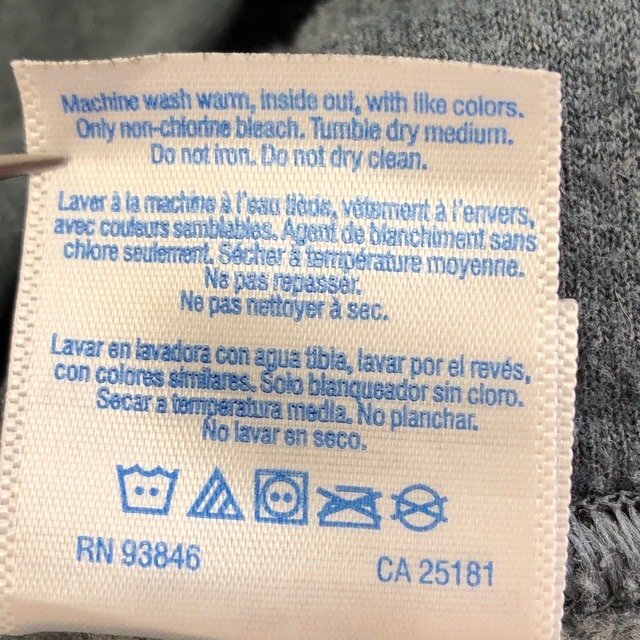 Machine wash warm, inside out, with like colors.
Only non-chlorine bleach. Tumble dry medium.
Do not iron. Do not dry clean.
Laver à la machine à l'eau tiède, vêtement à l'envers,
avec couleurs samblables. Agent de blanchiment sans
chlore seulement. Sécher à température moyenne.
Ne pas repasser.
Ne pas nettoyer à sec.
Lavar en lavadora con agua tibia, lavar por el revés,
con colores similares. Solo blanqueador sin cloro.
Secar a temperatura media. No planchar.
No lavar en seco.
RN 93846 CA 25181